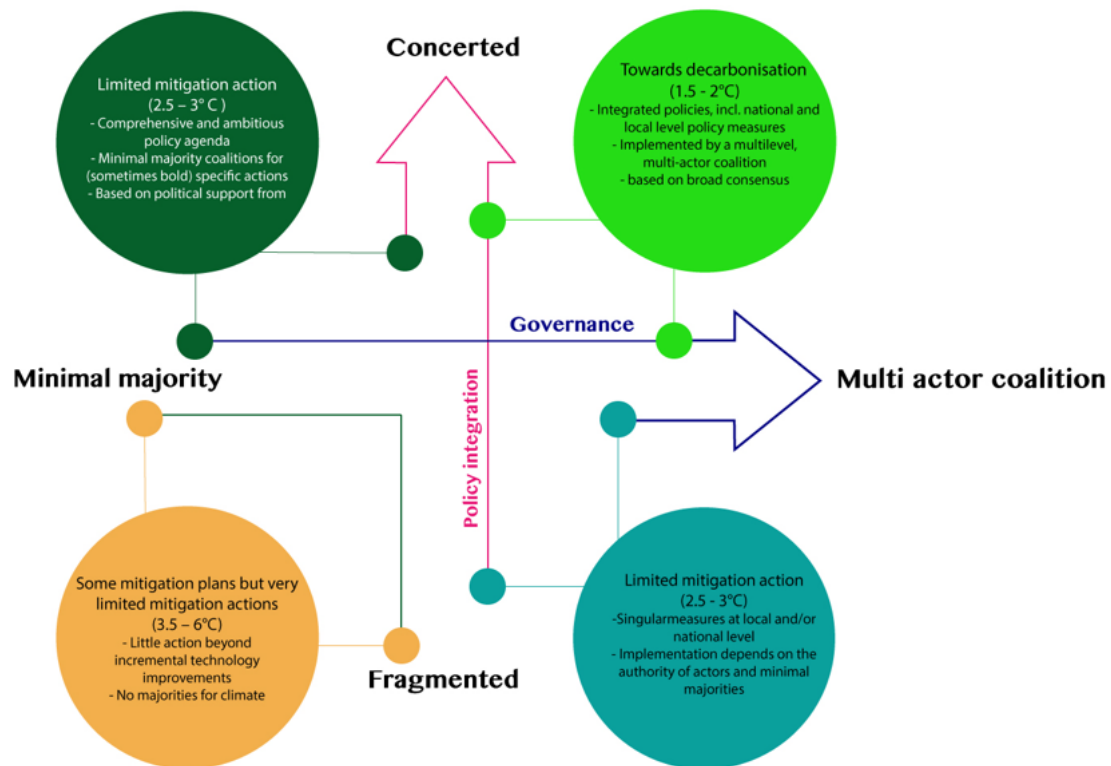 Concerted
Limited mitigation action
(2.5 – 3° C )
- Comprehensive and ambitious
policy agenda
- Minimal majority coalitions for
(sometimes bold) specific actions
- Based on political support from
Towards decarbonisation
(1.5 - 2°C)
- Integrated policies, incl. national and
local level policy measures
- Implemented by a multilevel,
multi-actor coalition
- based on broad consensus
Governance
Minimal majority
Multi actor coalition
Policy integration
Some mitigation plans but very
limited mitigation actions
(3.5 – 6°C)
- Little action beyond
incremental technology
improvements
- No majorities for climate
Fragmented
Limited mitigation action
(2.5 - 3°C)
-Singularmeasures at local and/or
national level
- Implementation depends on the
authority of actors and minimal
majorities